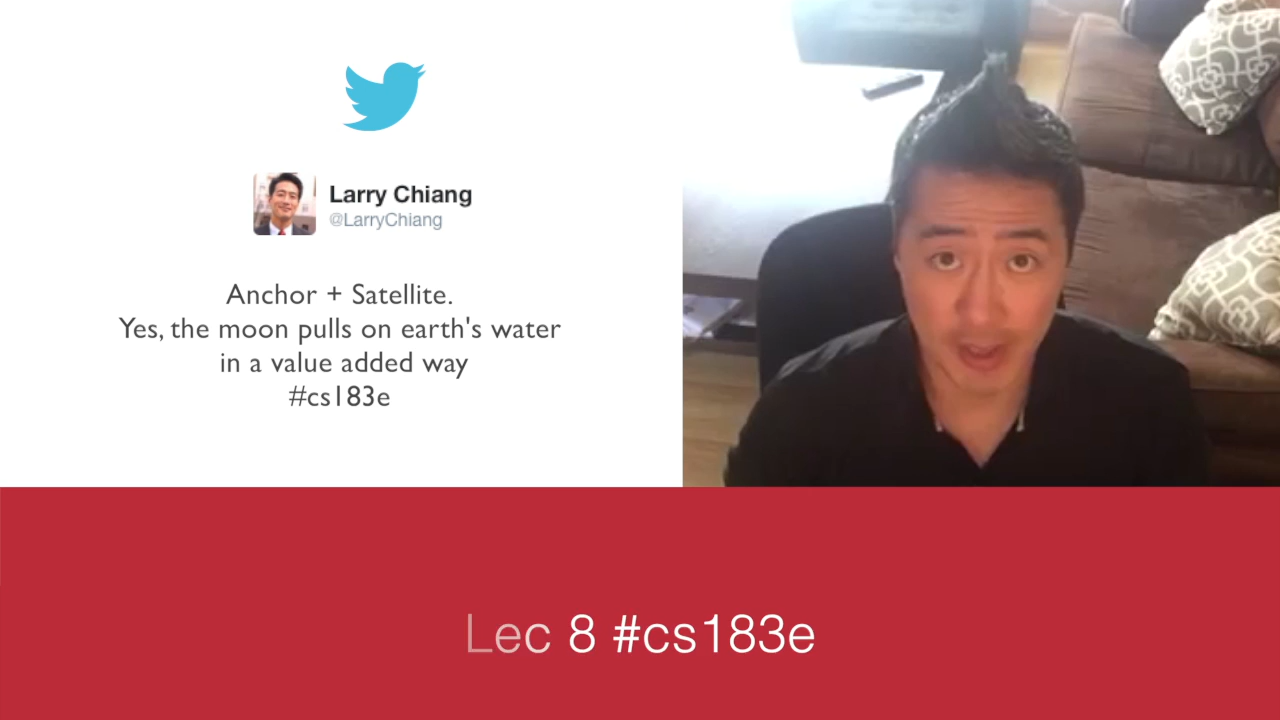 Larry Chiang
@LarryChiang
Anchor + Satellite.
Yes, the moon pulls on earth's water
in a value added way
#cs183e
Lec 8 #cs183e